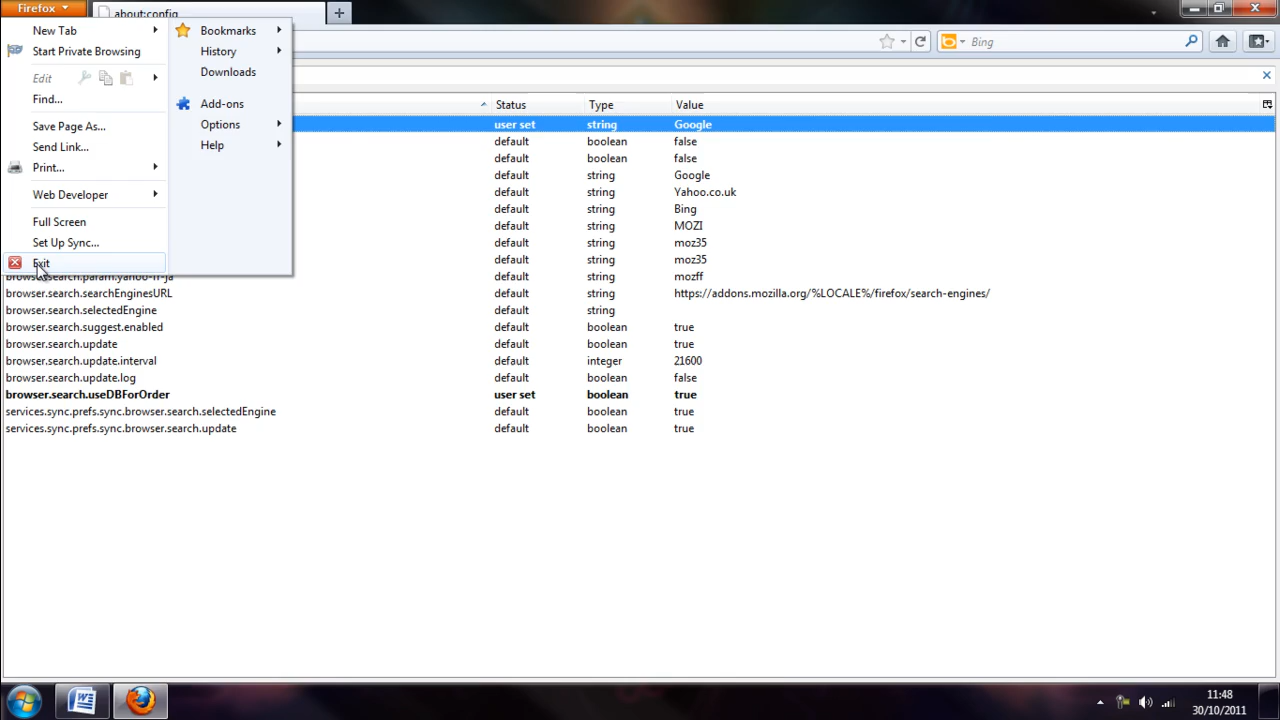 Firefox
about:config
New Tab
Bookmarks
Start Private Browsing
History
Bing
Edit
Downloads
Find...
Add-ons
Status Type Value
Save Page As...
Options
user set string Google
Send Link...
Help
default boolean false
default boolean false
Print...
default string Google
Web Developer
default string Yahoo.co.uk
default string Bing
Full Screen
default string MOZI
Set Up Sync...
default string moz35
Exit
default string moz35
browser.search.param.yahoo-fr-ja default string mozff
browser.search.searchEnginesURL default string https://addons.mozilla.org/%LOCALE%/firefox/search-engines/
browser.search.selectedEngine default string
browser.search.suggest.enabled default boolean true
browser.search.update default boolean true
browser.search.update.interval default integer 21600
browser.search.update.log default boolean false
browser.search.useDBForOrder user set boolean true
services.sync.prefs.sync.browser.search.selectedEngine default boolean true
services.sync.prefs.sync.browser.search.update default boolean true
11:48
30/10/2011